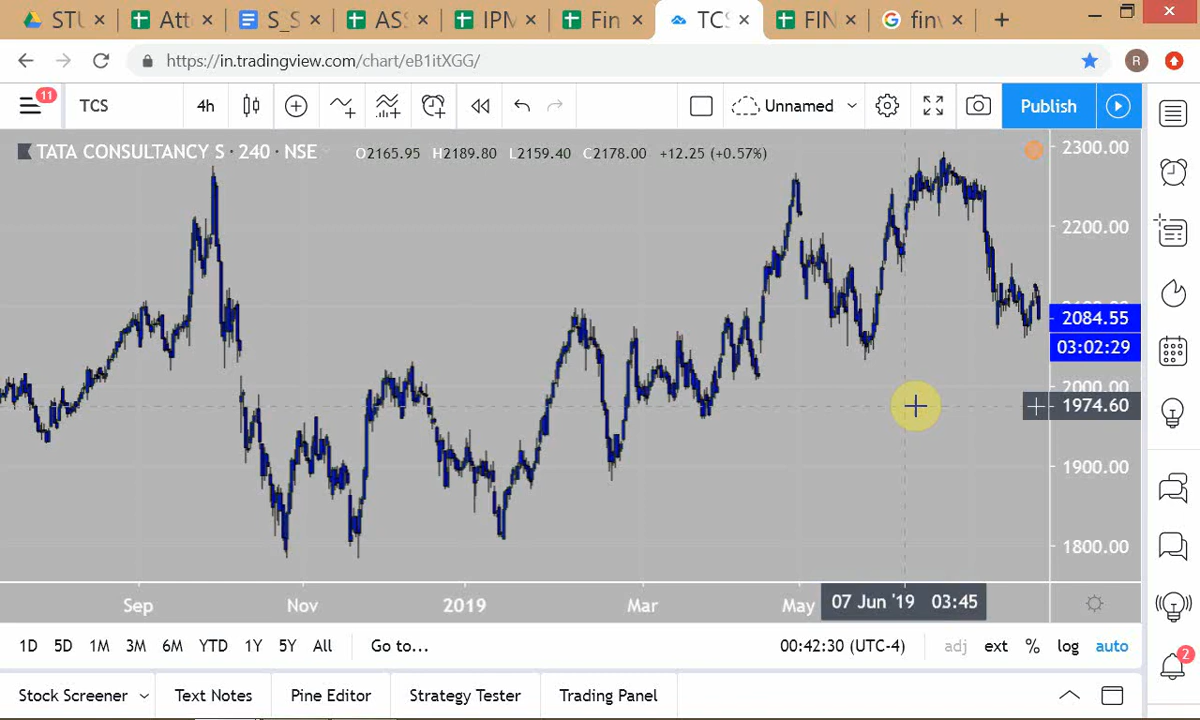 STU × Att × S_S × ASS × IPM × Fin × TCS × FIN × finv × +
https://in.tradingview.com/chart/eB1itXGG/ R
11 TCS 4h Unnamed Publish
TATA CONSULTANCY S · 240 · NSE O2165.95 H2189.80 L2159.40 C2178.00 +12.25 (+0.57%)
2300.00
2200.00
2084.55
03:02:29
2000.00
1974.60
1900.00
1800.00
Sep Nov 2019 Mar May 07 Jun '19 03:45
1D 5D 1M 3M 6M YTD 1Y 5Y All Go to... 00:42:30 (UTC-4) adj ext % log auto
2
Stock Screener Text Notes Pine Editor Strategy Tester Trading Panel